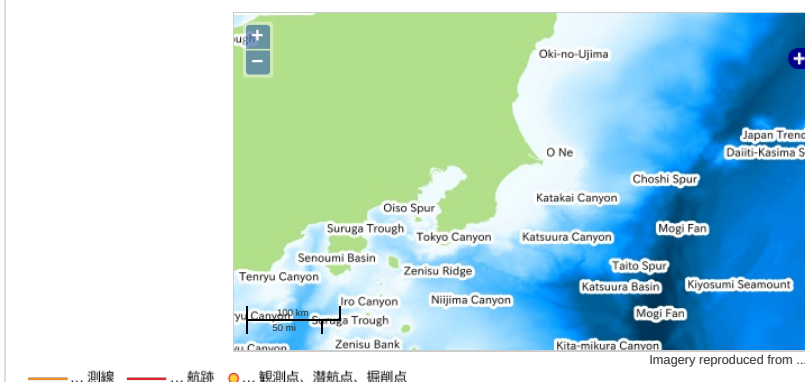 +
−
Oki-no-Ujima
O Ne
Daiiti-Kasima S
Choshi Spur
Katakai Canyon
Oiso Spur
Suruga Trough
Tokyo Canyon
Katsuura Canyon
Mogi Fan
Senoumi Basin
Zenisu Ridge
Taito Spur
Tenryu Canyon
Katsuura Basin
Kiyosumi Seamount
Iro Canyon
Niijima Canyon
100 km
Mogi Fan
Suruga Trough
50 mi
Zenisu Bank
Kita-mikura Canyon
Imagery reproduced from ...
... 測線 ... 航跡 ... 観測点、潜航点、掘削点